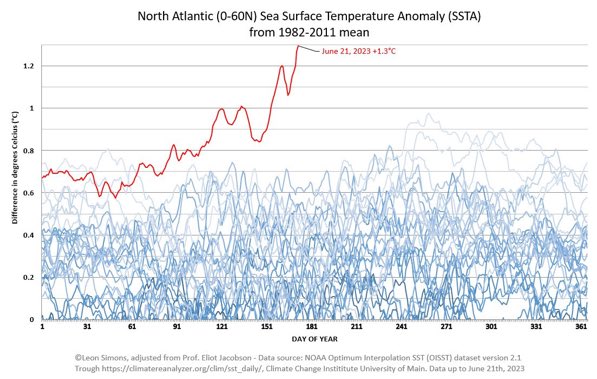 North Atlantic (0-60N) Sea Surface Temperature Anomaly (SSTA)
from 1982-2011 mean
June 21, 2023 +1.3°C
Difference in degrees Celcius (°C)
1.2
1
0.8
0.6
0.4
0.2
0
1 31 61 91 121 151 181 211 241 271 301 331 361
DAY OF YEAR
©Leon Simons, adjusted from Prof. Eliot Jacobson - Data source: NOAA Optimum Interpolation SST (OISST) dataset version 2.1
Trough https://climatereanalyzer.org/clim/sst_daily/, Climate Change Instititute University of Main. Data up to June 21th, 2023